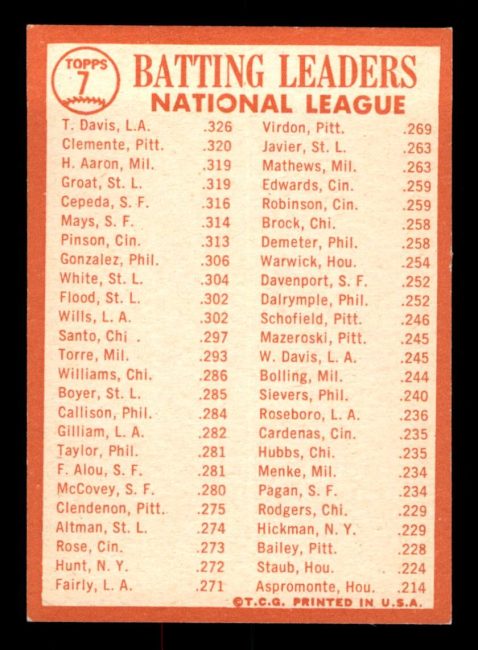 TOPPS
7
BATTING LEADERS
NATIONAL LEAGUE
T. Davis, L.A. .326
Clemente, Pitt. .320
H. Aaron, Mil. .319
Groat, St. L. .319
Cepeda, S. F. .316
Mays, S. F. .314
Pinson, Cin. .313
Gonzalez, Phil. .306
White, St. L. .304
Flood, St. L. .302
Wills, L. A. .302
Santo, Chi . .297
Torre, Mil. .293
Williams, Chi. .286
Boyer, St. L. .285
Callison, Phil. .284
Gilliam, L. A. .282
Taylor, Phil. .281
F. Alou, S. F. .281
McCovey, S. F. .280
Clendenon, Pitt. .275
Altman, St. L. .274
Rose, Cin. .273
Hunt, N. Y. .272
Fairly, L. A. .271
Virdon, Pitt. .269
Javier, St. L. .263
Mathews, Mil. .263
Edwards, Cin. .259
Robinson, Cin. .259
Brock, Chi. .258
Demeter, Phil. .258
Warwick, Hou. .254
Davenport, S. F. .252
Dalrymple, Phil. .252
Schofield, Pitt. .246
Mazeroski, Pitt. .245
W. Davis, L. A. .245
Bolling, Mil. .244
Sievers, Phil. .240
Roseboro, L. A. .236
Cardenas, Cin. .235
Hubbs, Chi. .235
Menke, Mil. .234
Pagan, S. F. .234
Rodgers, Chi. .229
Hickman, N. Y. .229
Bailey, Pitt. .228
Staub, Hou. .224
Aspromonte, Hou. .214
©T.C.G. PRINTED IN U.S.A.